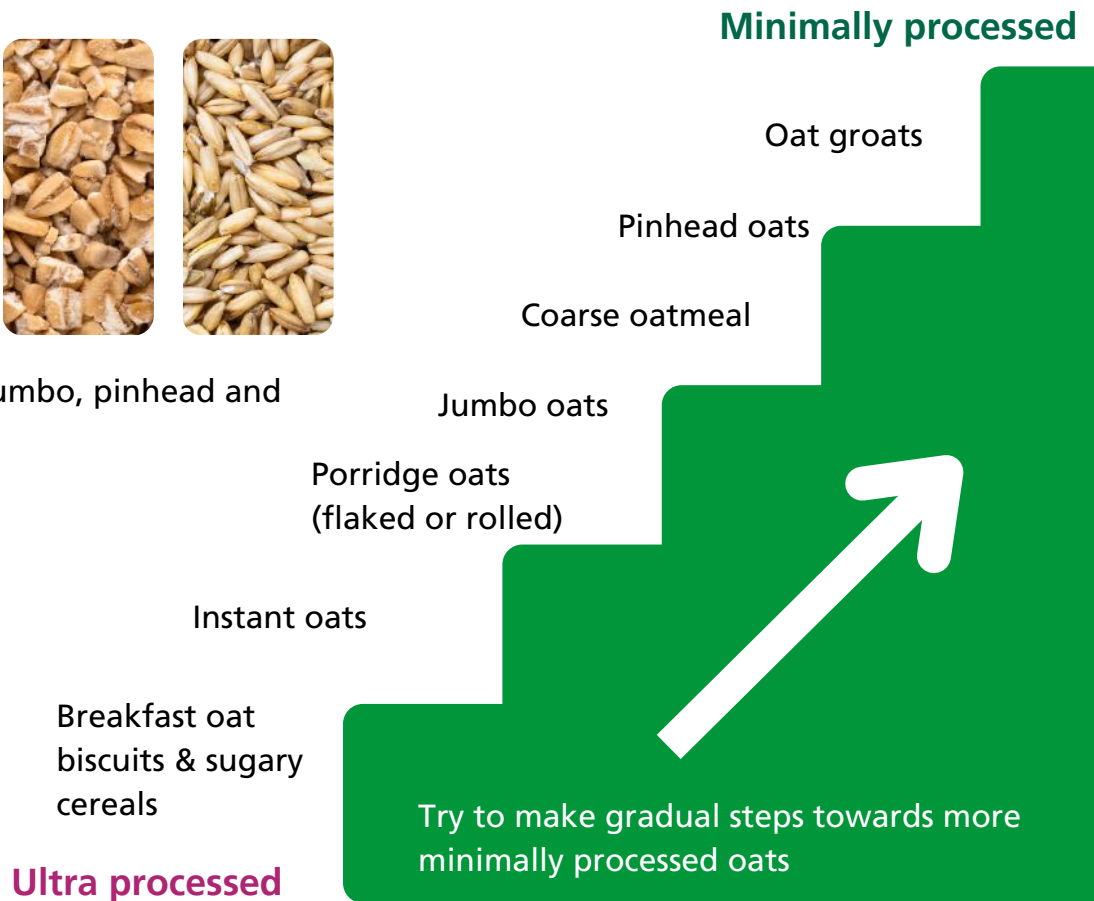 Minimally processed
Oat groats
Pinhead oats
Coarse oatmeal
pinhead and
Jumbo oats
Porridge oats
(flaked or rolled)
Instant oats
Breakfast oat
biscuits & sugary
cereals
Try to make gradual steps towards more
minimally processed oats
Ultra processed